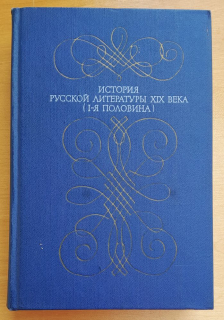 ИСТОРИЯ
РУССКОЙ ЛИТЕРАТУРЫ XIX ВЕКА
(1-Я ПОЛОВИНА)